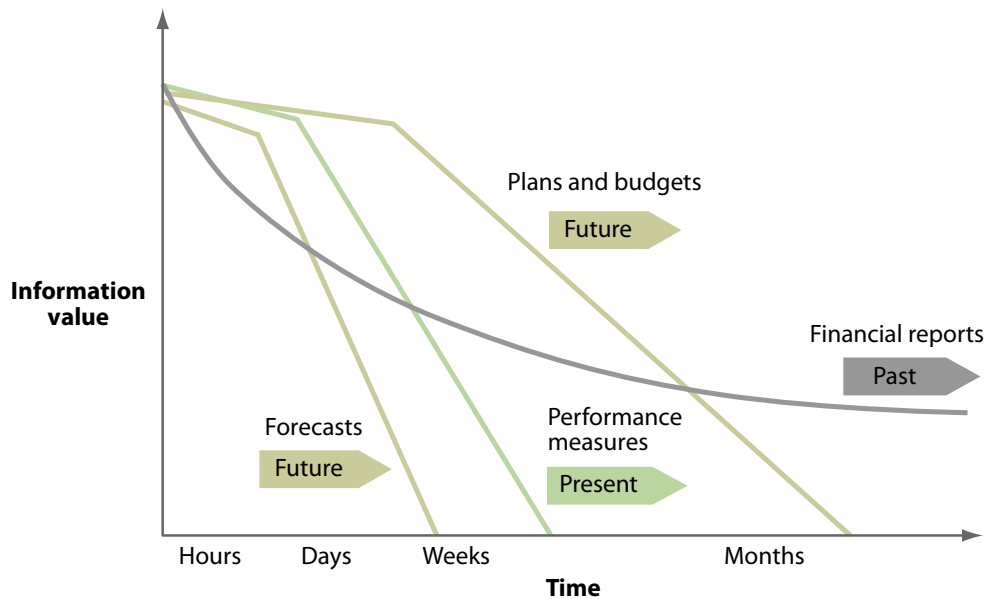 Plans and budgets
Future
Information
value
Financial reports
Past
Forecasts
Future
Performance
measures
Present
Hours Days Weeks Months
Time